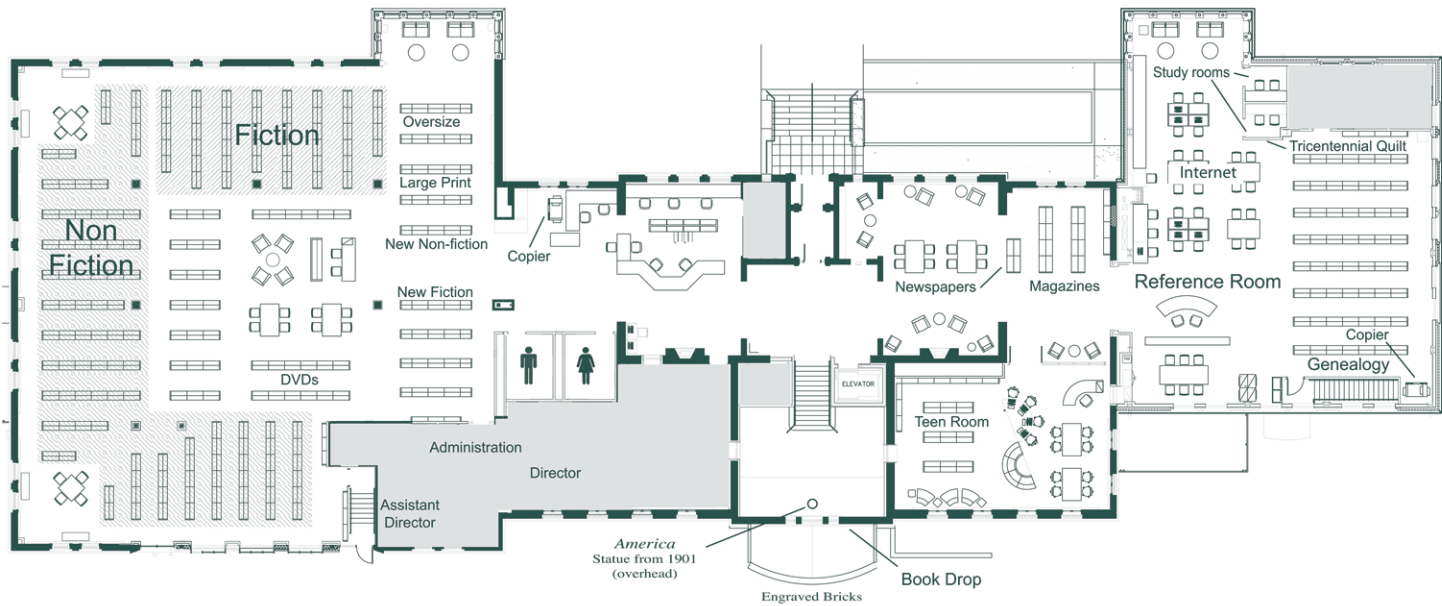 Study rooms
Fiction
Oversize
Tricentennial Quilt
Internet
Large Print
Non
Fiction
New Non-fiction
Copier
Newspapers
Magazines
Reference Room
New Fiction
Copier
Genealogy
DVDs
ELEVATOR
Teen Room
Administration
Director
Assistant
Director
America
Statue from 1901
(overhead)
Book Drop
Engraved Bricks